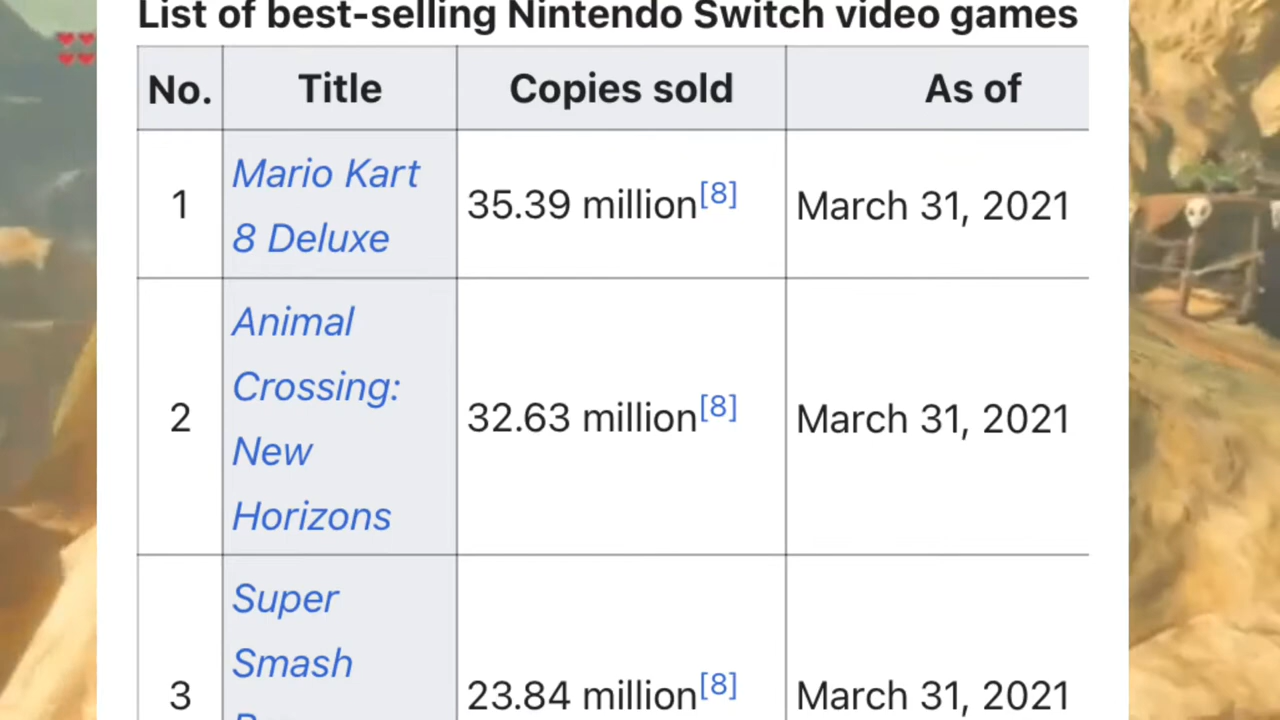 List of best-selling Nintendo Switch video games
No. Title Copies sold As of
1 Mario Kart 8 Deluxe 35.39 million[8] March 31, 2021
2 Animal Crossing: New Horizons 32.63 million[8] March 31, 2021
3 Super Smash 23.84 million[8] March 31, 2021